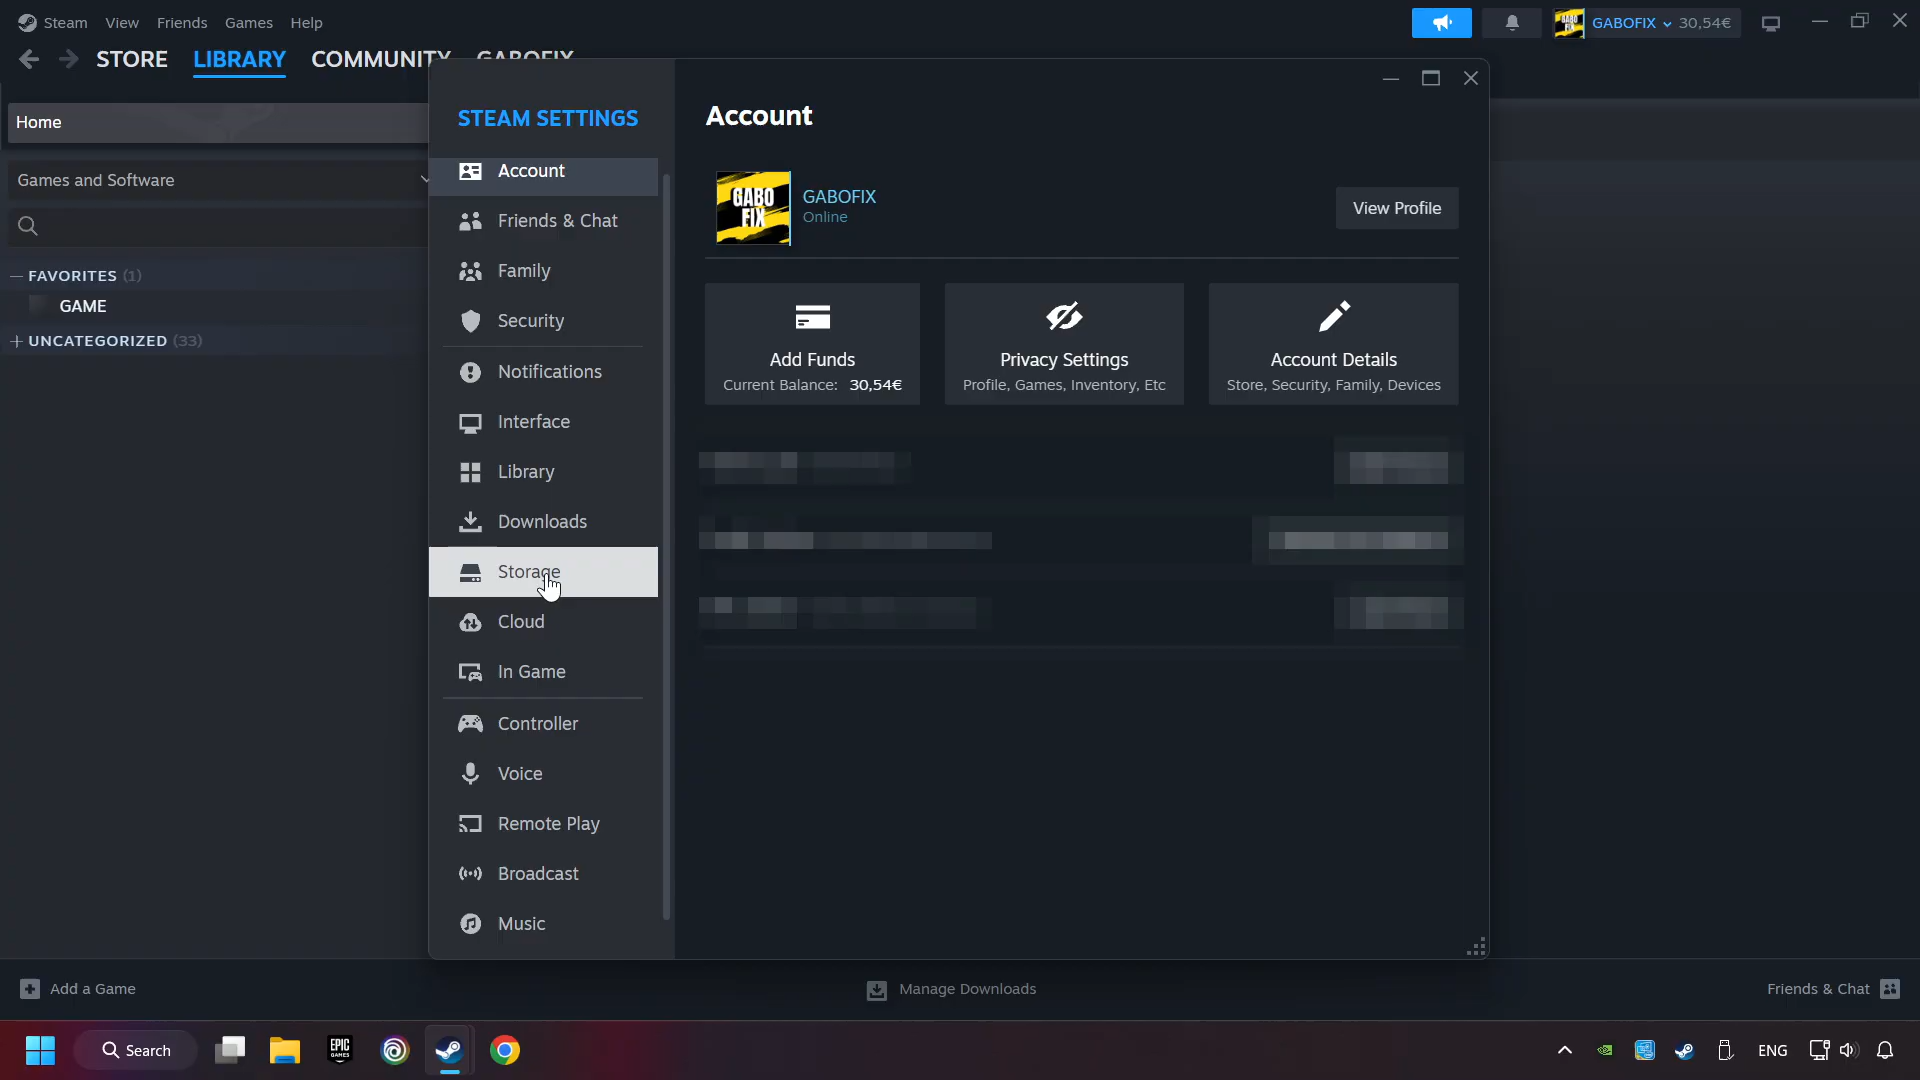 Steam View Friends Games Help
GABOFIX 30,54€
STORE LIBRARY COMMUNITY GABOFIX
Home
Games and Software
FAVORITES (1)
GAME
UNCATEGORIZED (33)
STEAM SETTINGS
Account
Friends & Chat
Family
Security
Notifications
Interface
Library
Downloads
Storage
Cloud
In Game
Controller
Voice
Remote Play
Broadcast
Music
Account
GABO
FIX
GABOFIX
Online
View Profile
Add Funds
Current Balance: 30,54€
Privacy Settings
Profile, Games, Inventory, Etc
Account Details
Store, Security, Family, Devices
Add a Game
Manage Downloads
Friends & Chat
Search
EPIC
GAMES
ENG